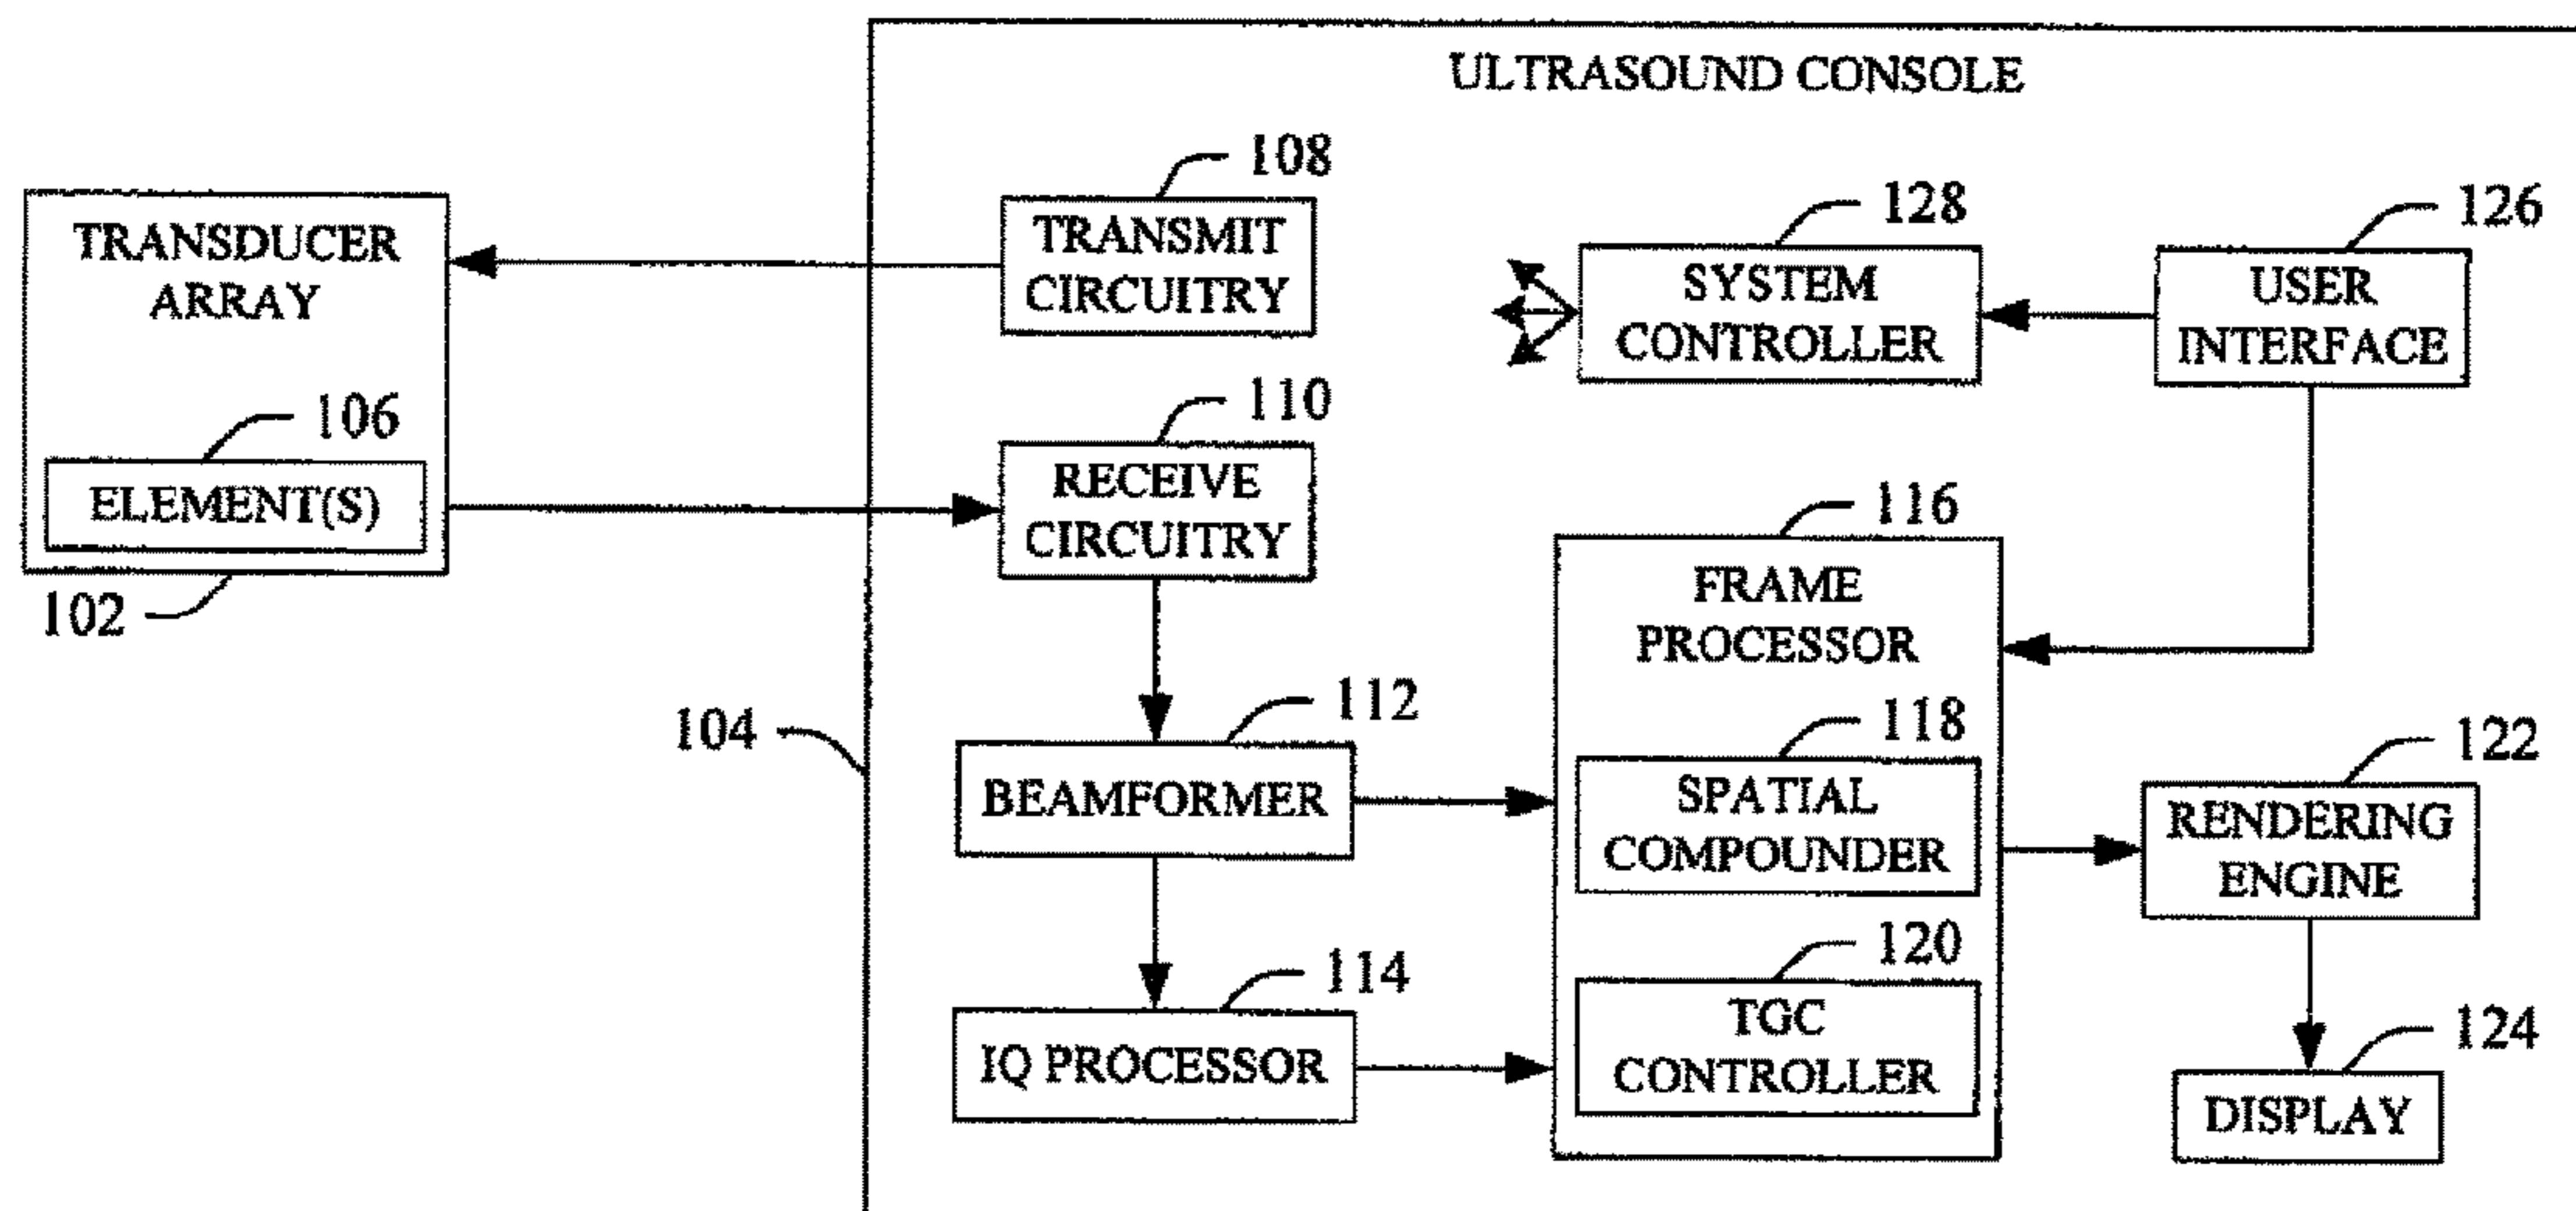 ULTRASOUND CONSOLE
108
TRANSMIT
CIRCUITRY
TRANSDUCER
ARRAY
106
ELEMENT(S)
102
110
RECEIVE
CIRCUITRY
104
112
BEAMFORMER
114
IQ PROCESSOR
128
SYSTEM
CONTROLLER
126
USER
INTERFACE
116
FRAME
PROCESSOR
118
SPATIAL
COMPOUNDER
120
TGC
CONTROLLER
122
RENDERING
ENGINE
124
DISPLAY